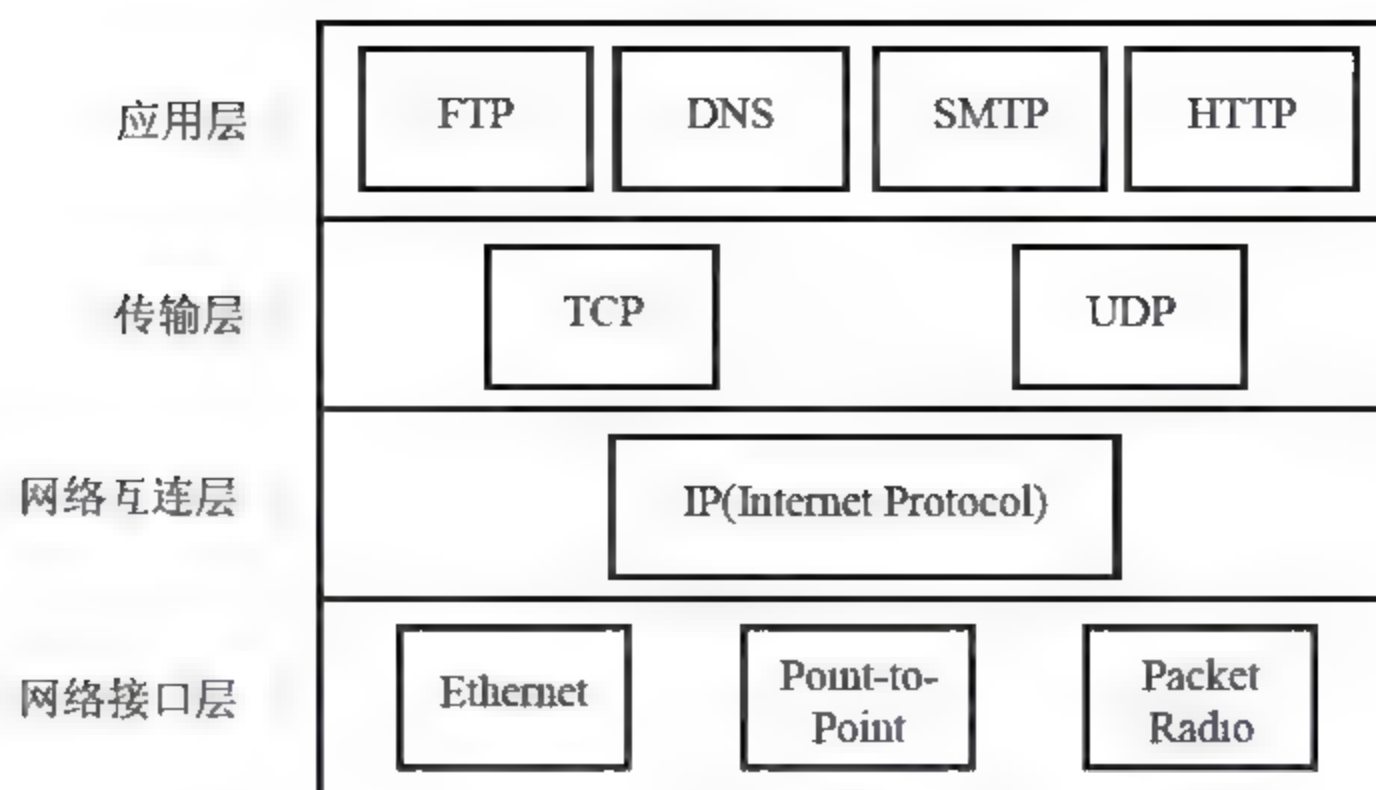 应用层
FTP
DNS
SMTP
HTTP
传输层
TCP
UDP
网络互连层
IP(Internet Protocol)
网络接口层
Ethernet
Point-to-
Point
Packet
Radio